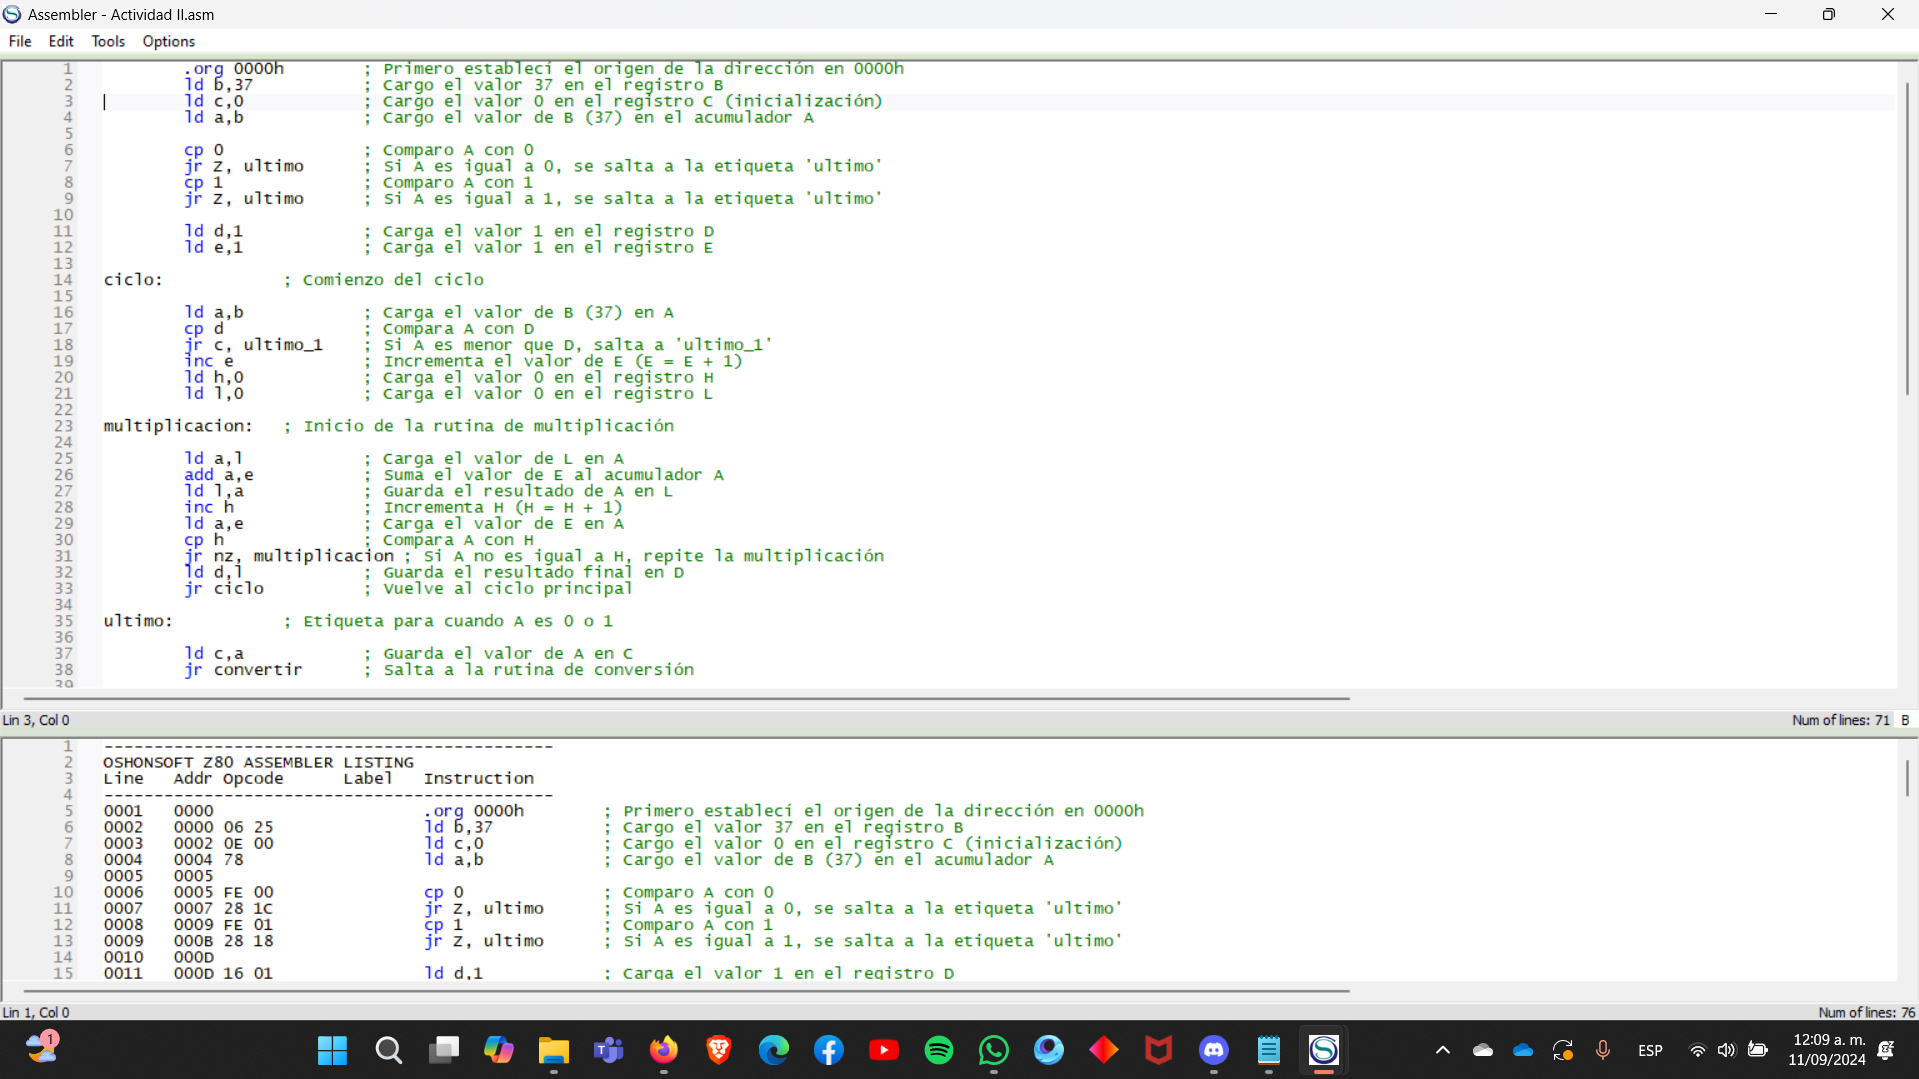 Assembler - Actividad II.asm
File Edit Tools Options
1 .org 0000h ; Primero establecí el origen de la dirección en 0000h
2 ld b,37 ; Cargo el valor 37 en el registro B
3 ld c,0 ; Cargo el valor 0 en el registro C (inicialización)
4 ld a,b ; Cargo el valor de B (37) en el acumulador A
5
6 cp 0 ; Comparo A con 0
7 jr Z, ultimo ; Si A es igual a 0, se salta a la etiqueta 'ultimo'
8 cp 1 ; Comparo A con 1
9 jr Z, ultimo ; Si A es igual a 1, se salta a la etiqueta 'ultimo'
10
11 ld d,1 ; Carga el valor 1 en el registro D
12 ld e,1 ; Carga el valor 1 en el registro E
13
14 ciclo: ; Comienzo del ciclo
15
16 ld a,b ; Carga el valor de B (37) en A
17 cp d ; Compara A con D
18 jr c, ultimo_1 ; Si A es menor que D, salta a 'ultimo_1'
19 inc e ; Incrementa el valor de E (E = E + 1)
20 ld h,0 ; Carga el valor 0 en el registro H
21 ld l,0 ; Carga el valor 0 en el registro L
22
23 multiplicacion: ; Inicio de la rutina de multiplicación
24
25 ld a,l ; Carga el valor de L en A
26 add a,e ; Suma el valor de E al acumulador A
27 ld l,a ; Guarda el resultado de A en L
28 inc h ; Incrementa H (H = H + 1)
29 ld a,e ; Carga el valor de E en A
30 cp h ; Compara A con H
31 jr nz, multiplicacion ; Si A no es igual a H, repite la multiplicación
32 ld d,l ; Guarda el resultado final en D
33 jr ciclo ; Vuelve al ciclo principal
34
35 ultimo: ; Etiqueta para cuando A es 0 o 1
36
37 ld c,a ; Guarda el valor de A en C
38 jr convertir ; Salta a la rutina de conversión
39
Lin 3, Col 0 Num of lines: 71 B
1 ---------------------------------------------
2 OSHONSOFT Z80 ASSEMBLER LISTING
3 Line Addr Opcode Label Instruction
4 ---------------------------------------------
5 0001 0000 .org 0000h ; Primero establecí el origen de la dirección en 0000h
6 0002 0000 06 25 ld b,37 ; Cargo el valor 37 en el registro B
7 0003 0002 0E 00 ld c,0 ; Cargo el valor 0 en el registro C (inicialización)
8 0004 0004 78 ld a,b ; Cargo el valor de B (37) en el acumulador A
9 0005 0005
10 0006 0005 FE 00 cp 0 ; Comparo A con 0
11 0007 0007 28 1C jr Z, ultimo ; Si A es igual a 0, se salta a la etiqueta 'ultimo'
12 0008 0009 FE 01 cp 1 ; Comparo A con 1
13 0009 000B 28 18 jr Z, ultimo ; Si A es igual a 1, se salta a la etiqueta 'ultimo'
14 0010 000D
15 0011 000D 16 01 ld d,1 ; Carga el valor 1 en el registro D
Lin 1, Col 0 Num of lines: 76
1
ESP
12:09 a. m.
11/09/2024